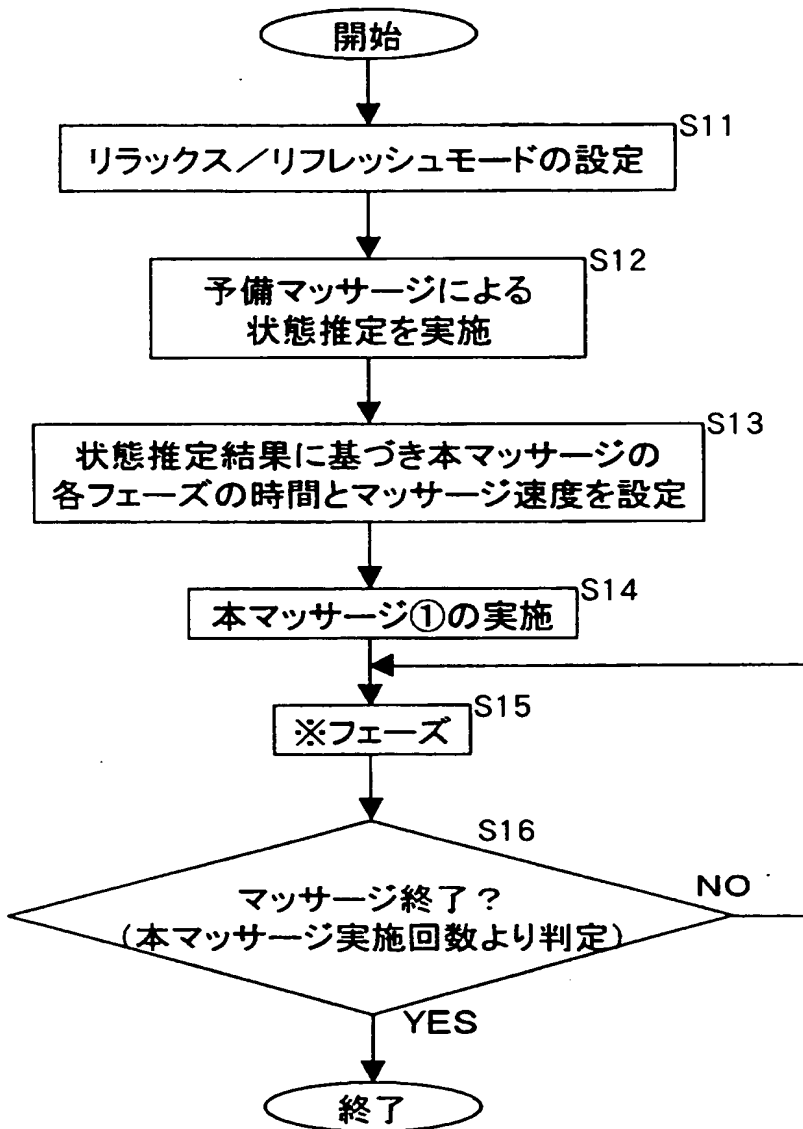 開始
S11
リラックス／リフレッシュモードの設定
S12
予備マッサージによる
状態推定を実施
S13
状態推定結果に基づき本マッサージの
各フェーズの時間とマッサージ速度を設定
S14
本マッサージ①の実施
S15
※フェーズ
S16
マッサージ終了？
(本マッサージ実施回数より判定)
NO
YES
終了